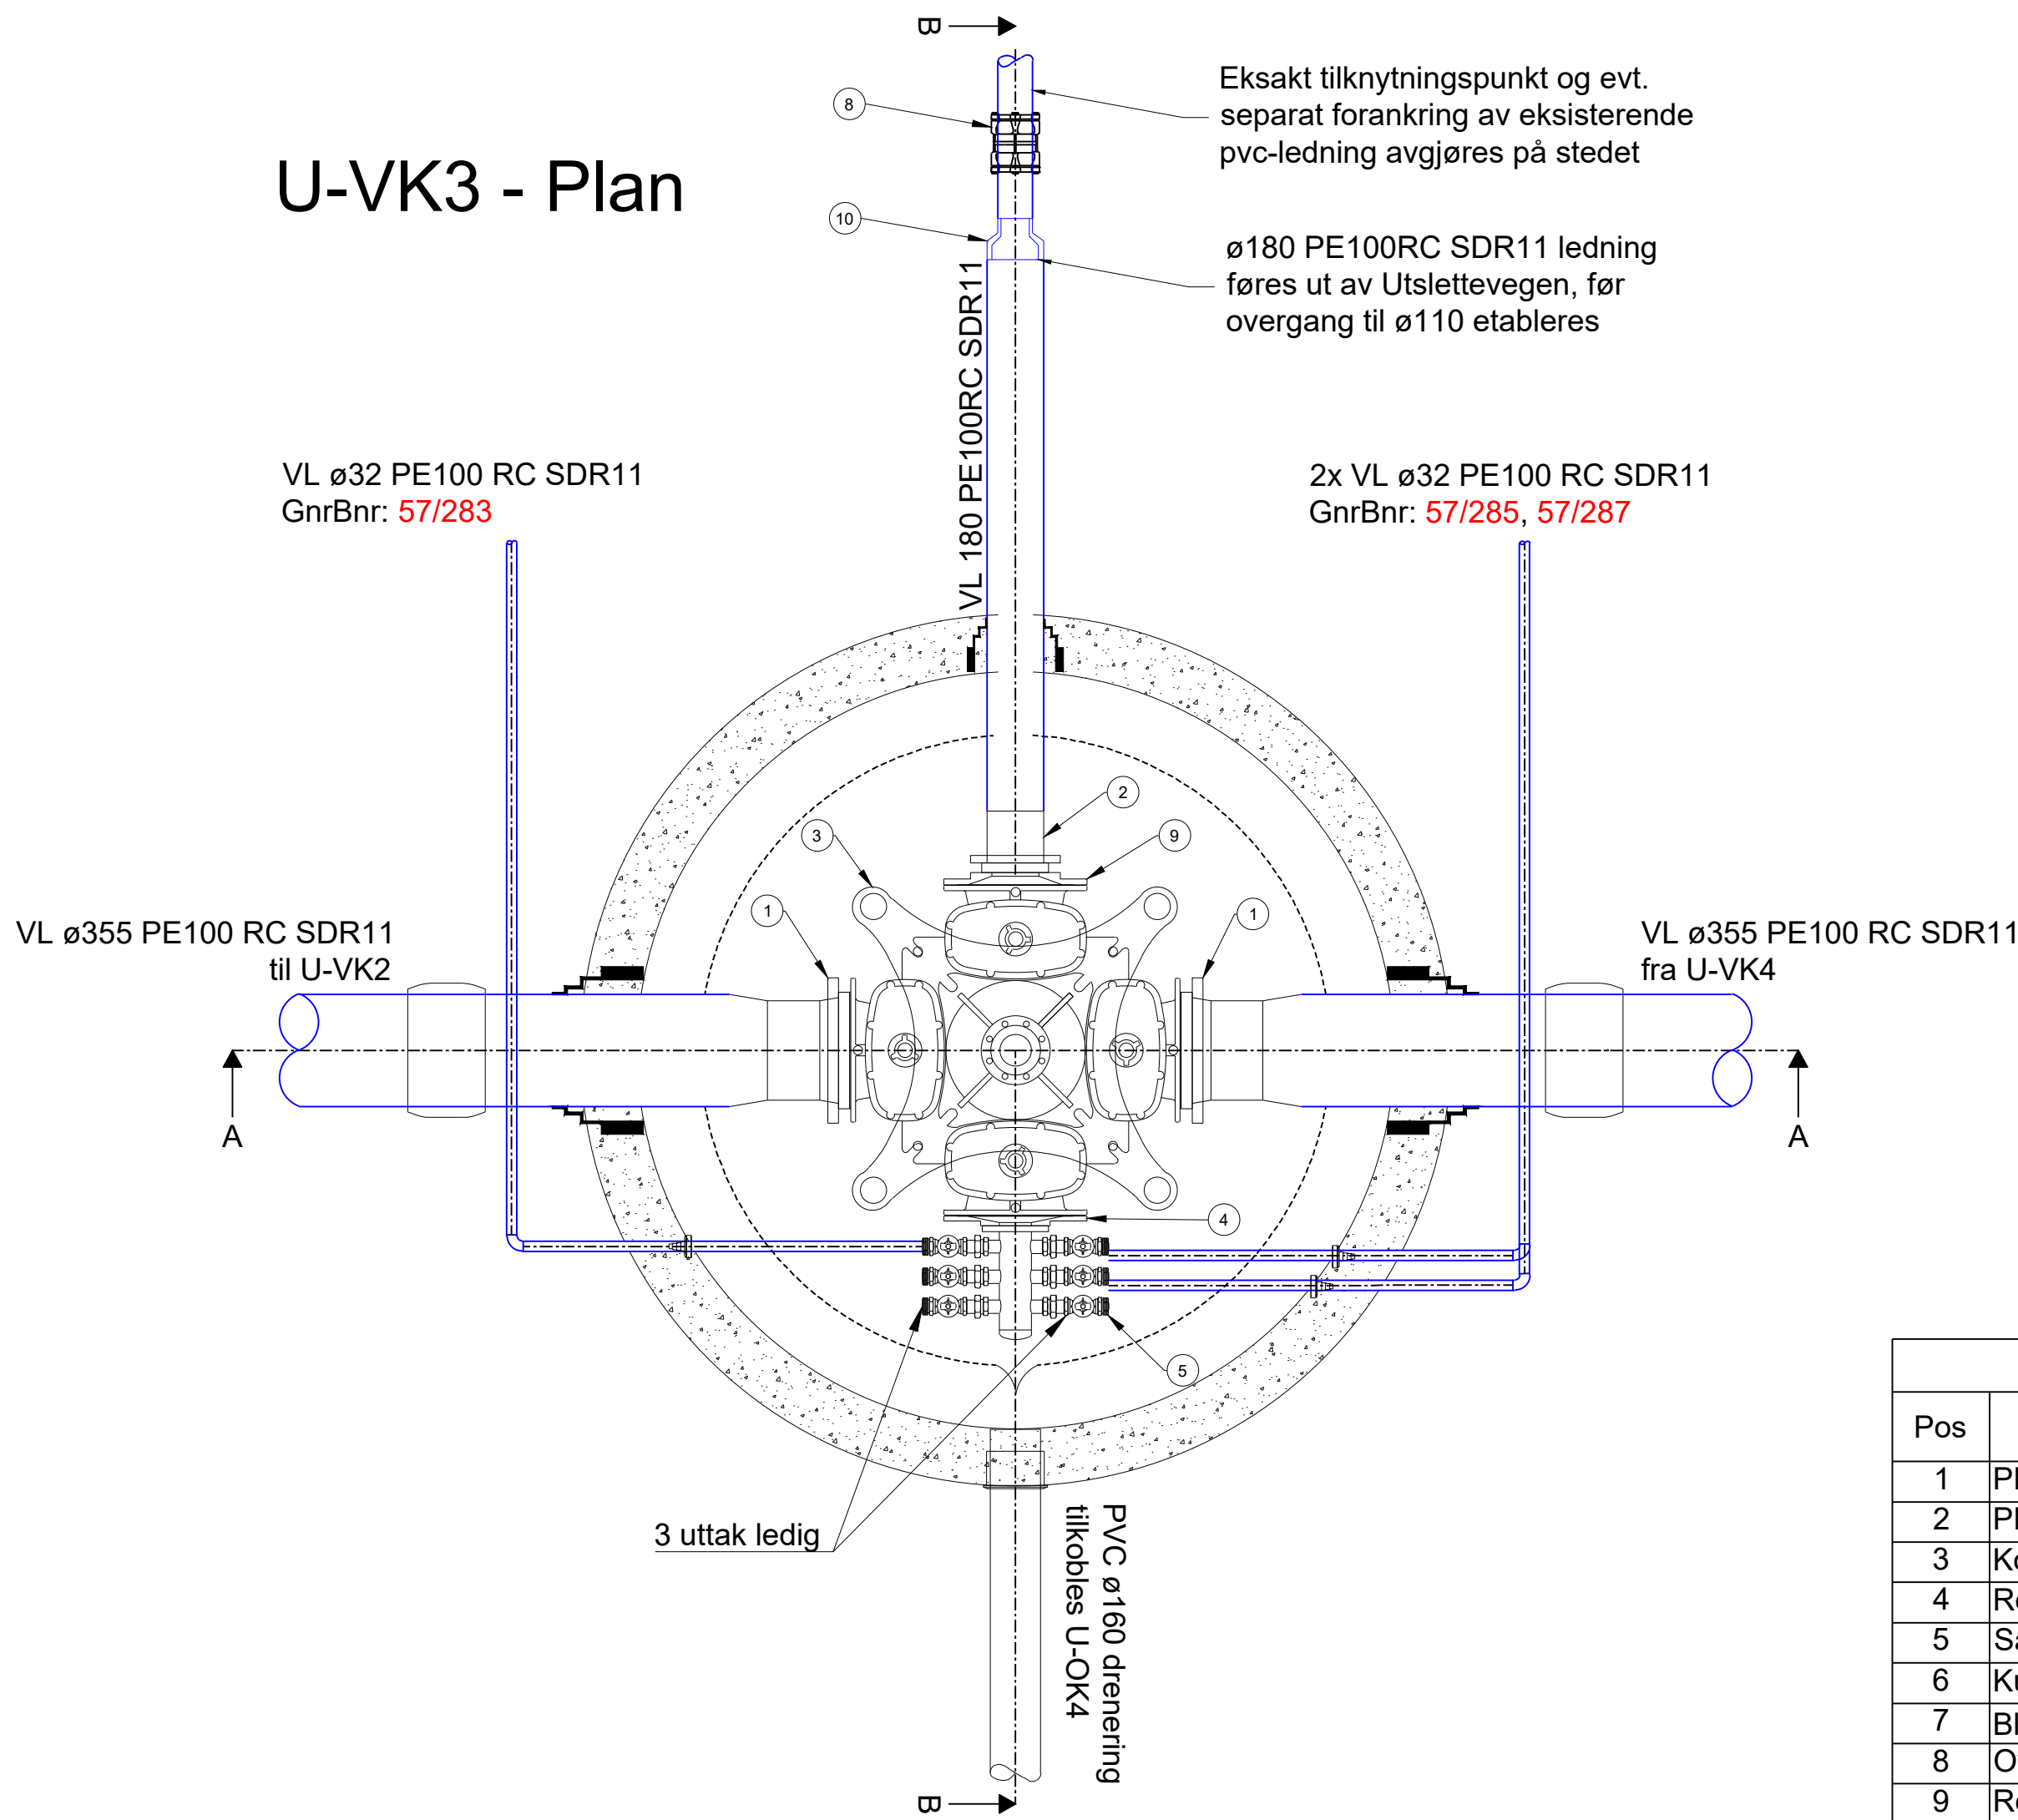 B
Eksakt tilknytningspunkt og evt.
separat forankring av eksisterende
pvc-ledning avgjøres på stedet
8
U-VK3 - Plan
10
ø180 PE100RC SDR11 ledning
føres ut av Utslettevegen, før
overgang til ø110 etableres
VL 180 PE100RC SDR11
VL ø32 PE100 RC SDR11
GnrBnr: 57/283
2x VL ø32 PE100 RC SDR11
GnrBnr: 57/285, 57/287
2
3
9
1
1
VL ø355 PE100 RC SDR11
til U-VK2
VL ø355 PE100 RC SDR11
fra U-VK4
A
A
4
5
3 uttak ledig
PVC ø160 drenering
tilkobles U-OK4
B
Pos
1
2
3
4
5
6
7
8
9